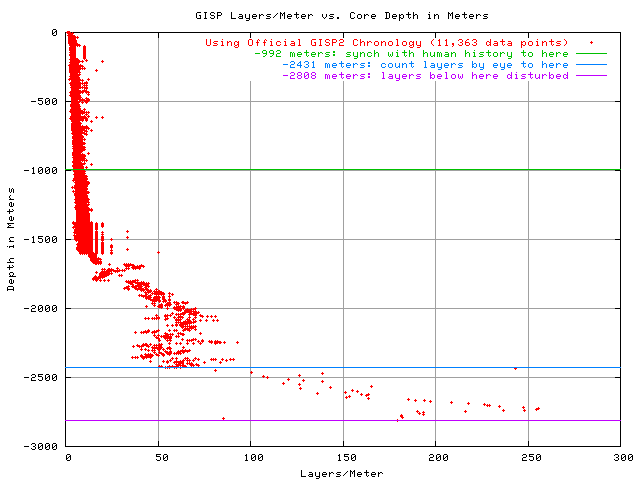 GISP Layers/Meter vs. Core Depth in Meters
Using Official GISP2 Chronology (11,363 data points)
-992 meters: synch with human history to here
-2431 meters: count layers by eye to here
-2808 meters: layers below here disturbed
0
-500
-1000
-1500
-2000
-2500
-3000
Depth in Meters
0 50 100 150 200 250 300
Layers/Meter